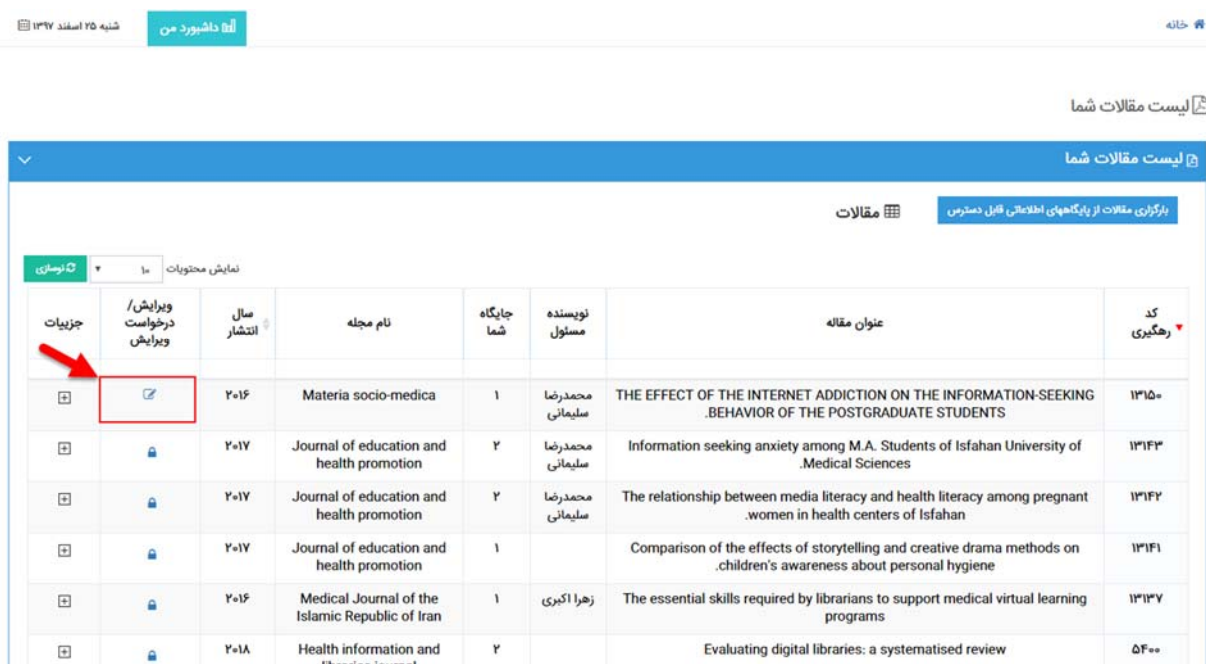 خانه
داشبورد من
شنبه ۲۵ اسفند ۱۳۹۷
لیست مقالات شما
لیست مقالات شما
بارگزاری مقالات از پایگاههای اطلاعاتی قابل دسترس
مقالات
نمایش محتویات ۱۰ نوسازی
کد رهگیری عنوان مقاله نویسنده مسئول جایگاه شما نام مجله سال انتشار ویرایش/ درخواست ویرایش جزییات
۱۳۱۵۰ THE EFFECT OF THE INTERNET ADDICTION ON THE INFORMATION-SEEKING محمدرضا ۱ Materia socio-medica ۲۰۱۶
.BEHAVIOR OF THE POSTGRADUATE STUDENTS سلیمانی
۱۳۱۴۳ Information seeking anxiety among M.A. Students of Isfahan University of محمدرضا ۲ Journal of education and ۲۰۱۷
.Medical Sciences سلیمانی health promotion
۱۳۱۴۲ The relationship between media literacy and health literacy among pregnant محمدرضا ۲ Journal of education and ۲۰۱۷
.women in health centers of Isfahan سلیمانی health promotion
۱۳۱۴۱ Comparison of the effects of storytelling and creative drama methods on ۱ Journal of education and ۲۰۱۷
.children's awareness about personal hygiene health promotion
۱۳۱۳۷ The essential skills required by librarians to support medical virtual learning زهرا اکبری ۱ Medical Journal of the ۲۰۱۶
programs Islamic Republic of Iran
۵۴۰۰ Evaluating digital libraries: a systematised review ۲ Health information and ۲۰۱۸